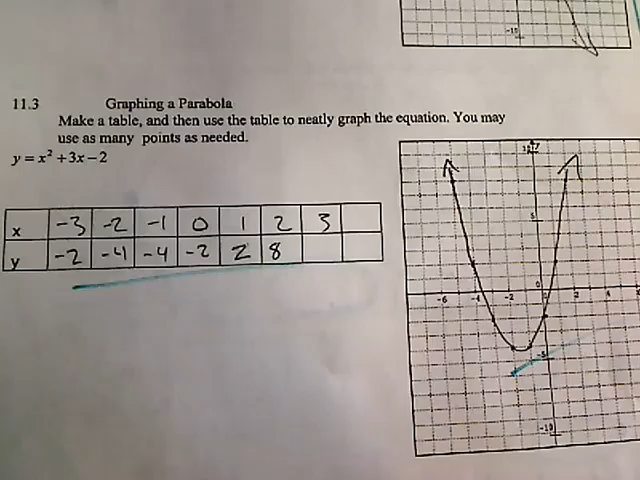 -10
11.3 Graphing a Parabola
Make a table, and then use the table to neatly graph the equation. You may
use as many points as needed.
y = x² + 3x – 2
x -3 -2 -1 0 1 2 3
y -2 -4 -4 -2 2 8
5
0
-6 -4 -2 2 4
-5
-10